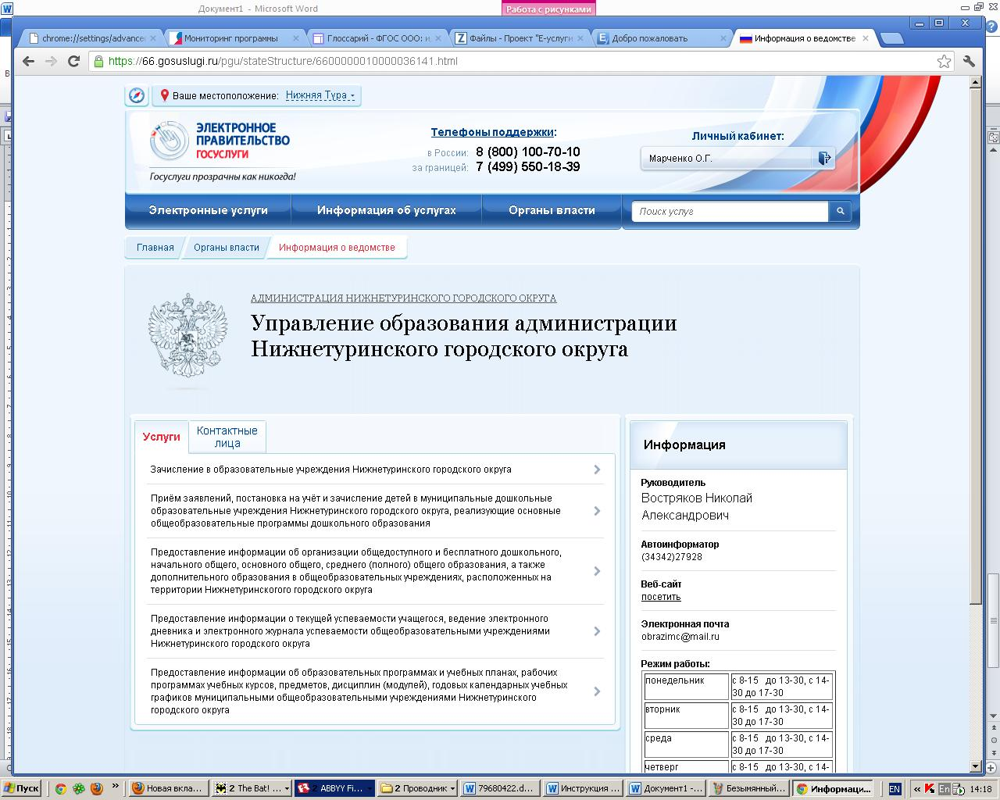 Документ1 - Microsoft Word
Работа с рисунками
chrome://settings/advance
Мониторинг программы
Глоссарий - ФГОС ООО: и
Файлы - Проект "Е-услуги
Добро пожаловать
Информация о ведомстве
https://66.gosuslugi.ru/pgu/stateStructure/6600000010000036141.html
Ваше местоположение: Нижняя Тура
ЭЛЕКТРОННОЕ
ПРАВИТЕЛЬСТВО
ГОСУСЛУГИ
Госуслуги прозрачны как никогда!
Телефоны поддержки:
в России: 8 (800) 100-70-10
за границей: 7 (499) 550-18-39
Личный кабинет:
Марченко О.Г.
Электронные услуги
Информация об услугах
Органы власти
Поиск услуг
Главная
Органы власти
Информация о ведомстве
АДМИНИСТРАЦИЯ НИЖНЕТУРИНСКОГО ГОРОДСКОГО ОКРУГА
Управление образования администрации
Нижнетуринского городского округа
Услуги
Контактные
лица
Зачисление в образовательные учреждения Нижнетуринского городского округа
Приём заявлений, постановка на учёт и зачисление детей в муниципальные дошкольные
образовательные учреждения Нижнетуринского городского округа, реализующие основные
общеобразовательные программы дошкольного образования
Предоставление информации об организации общедоступного и бесплатного дошкольного,
начального общего, основного общего, среднего (полного) общего образования, а также
дополнительного образования в общеобразовательных учреждениях, расположенных на
территории Нижнетуринскогого городского округа
Предоставление информации о текущей успеваемости учащегося, ведение электронного
дневника и электронного журнала успеваемости общеобразовательными учреждениями
Нижнетуринского городского округа
Предоставление информации об образовательных программах и учебных планах, рабочих
программах учебных курсов, предметов, дисциплин (модулей), годовых календарных учебных
графиков муниципальными общеобразовательными учреждениями Нижнетуринского
городского округа
Информация
Руководитель
Востряков Николай
Александрович
Автоинформатор
(34342)27928
Веб-сайт
посетить
Электронная почта
obrazimc@mail.ru
Режим работы:
понедельник
с 8-15 до 13-30, с 14-
30 до 17-30
вторник
с 8-15 до 13-30, с 14-
30 до 17-30
среда
с 8-15 до 13-30, с 14-
30 до 17-30
четверг
с 8-15 до 13-30, с 14-
Пуск
Новая вкла...
2 The Bat! ...
2 ABBYY Fi...
2 Проводник
79680422.d...
Инструкция ...
Документ1 -...
Безымянный...
Информаци...
EN
En
14:18